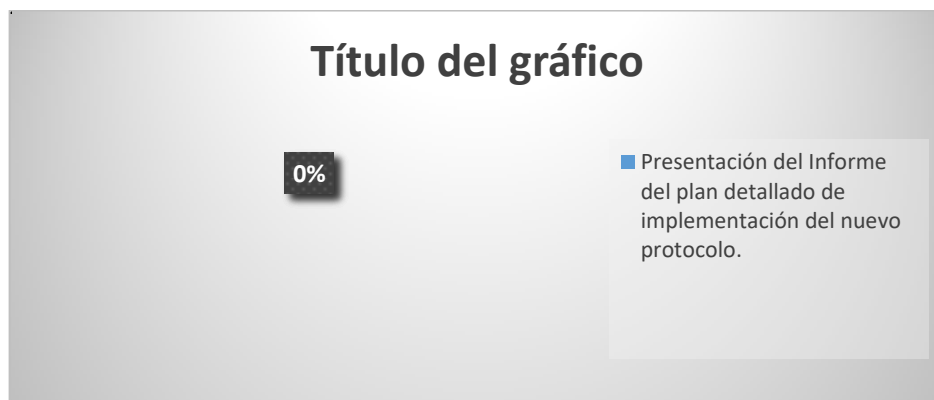 Título del gráfico
0%
Presentación del Informe
del plan detallado de
implementación del nuevo
protocolo.